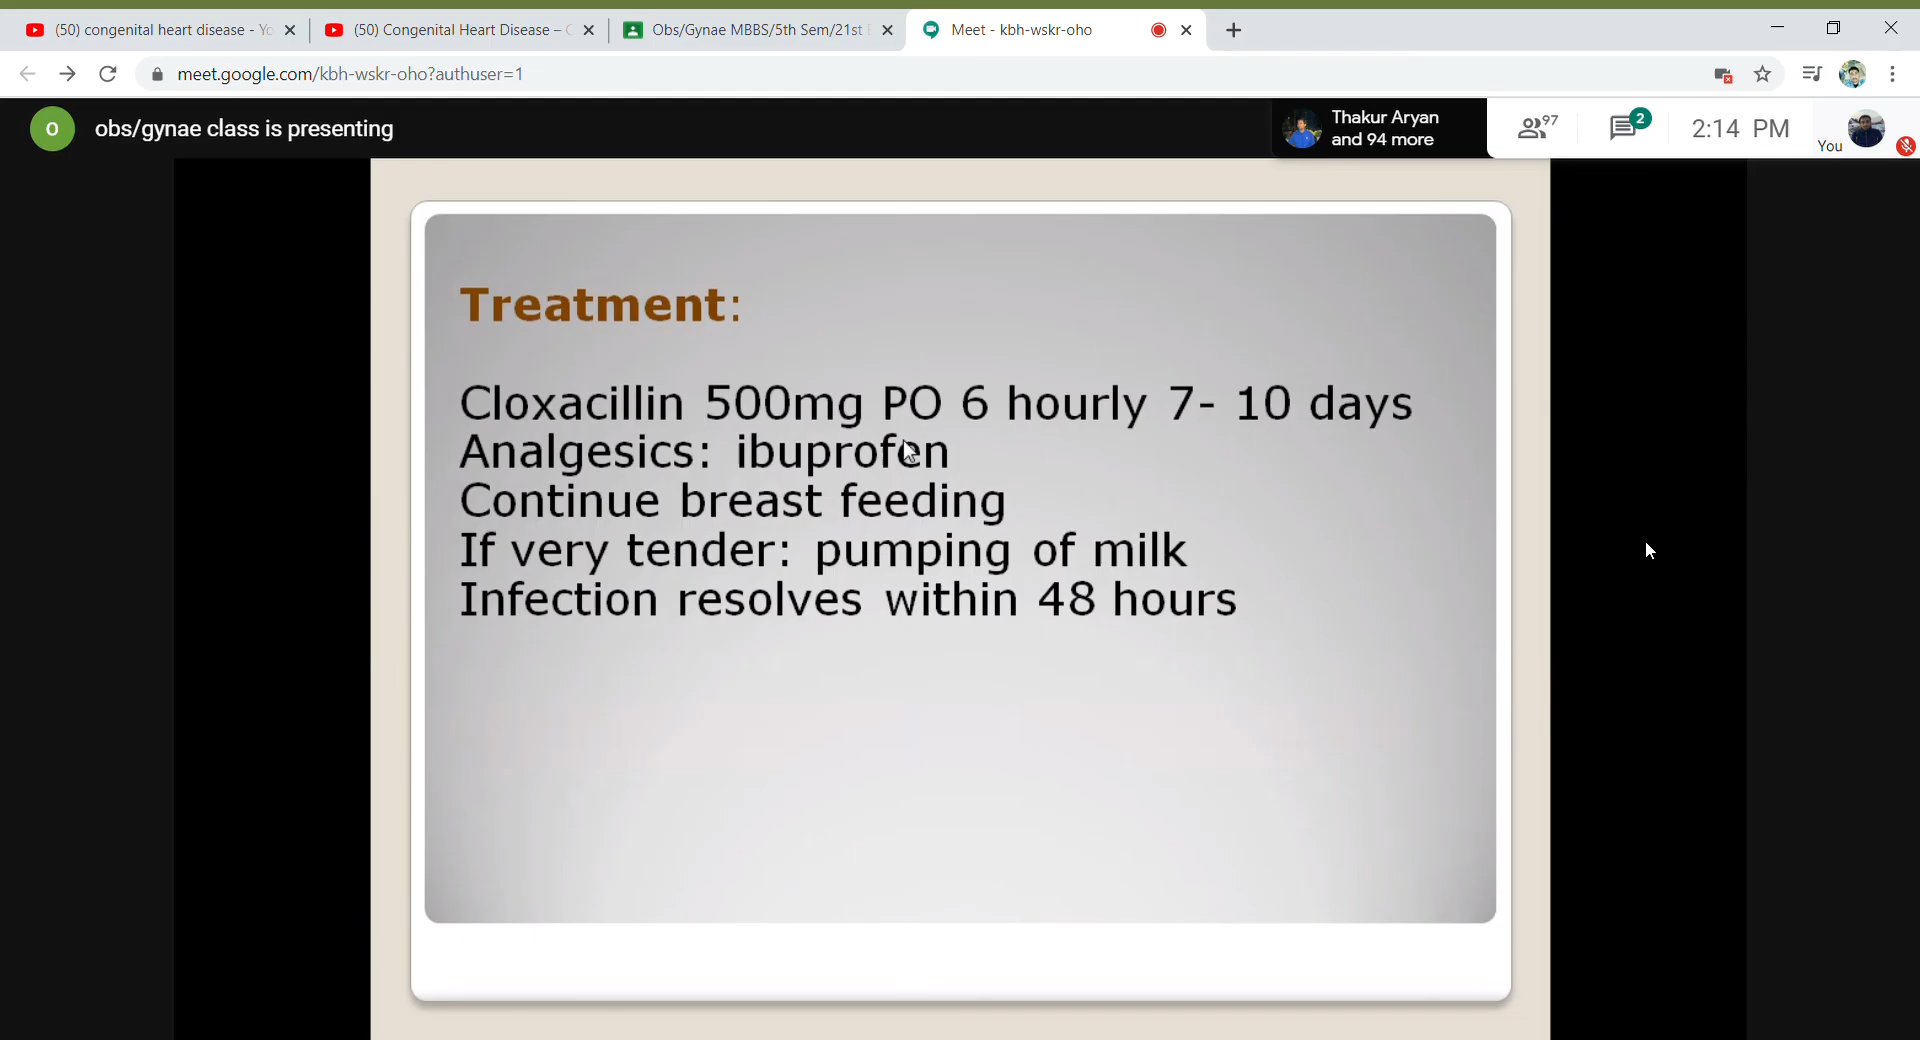 (50) congenital heart disease - Yo
(50) Congenital Heart Disease – C
Obs/Gynae MBBS/5th Sem/21st
Meet - kbh-wskr-oho
meet.google.com/kbh-wskr-oho?authuser=1
O
obs/gynae class is presenting
Thakur Aryan
and 94 more
97
2
2:14 PM
You
Treatment:
Cloxacillin 500mg PO 6 hourly 7- 10 days
Analgesics: ibuprofen
Continue breast feeding
If very tender: pumping of milk
Infection resolves within 48 hours